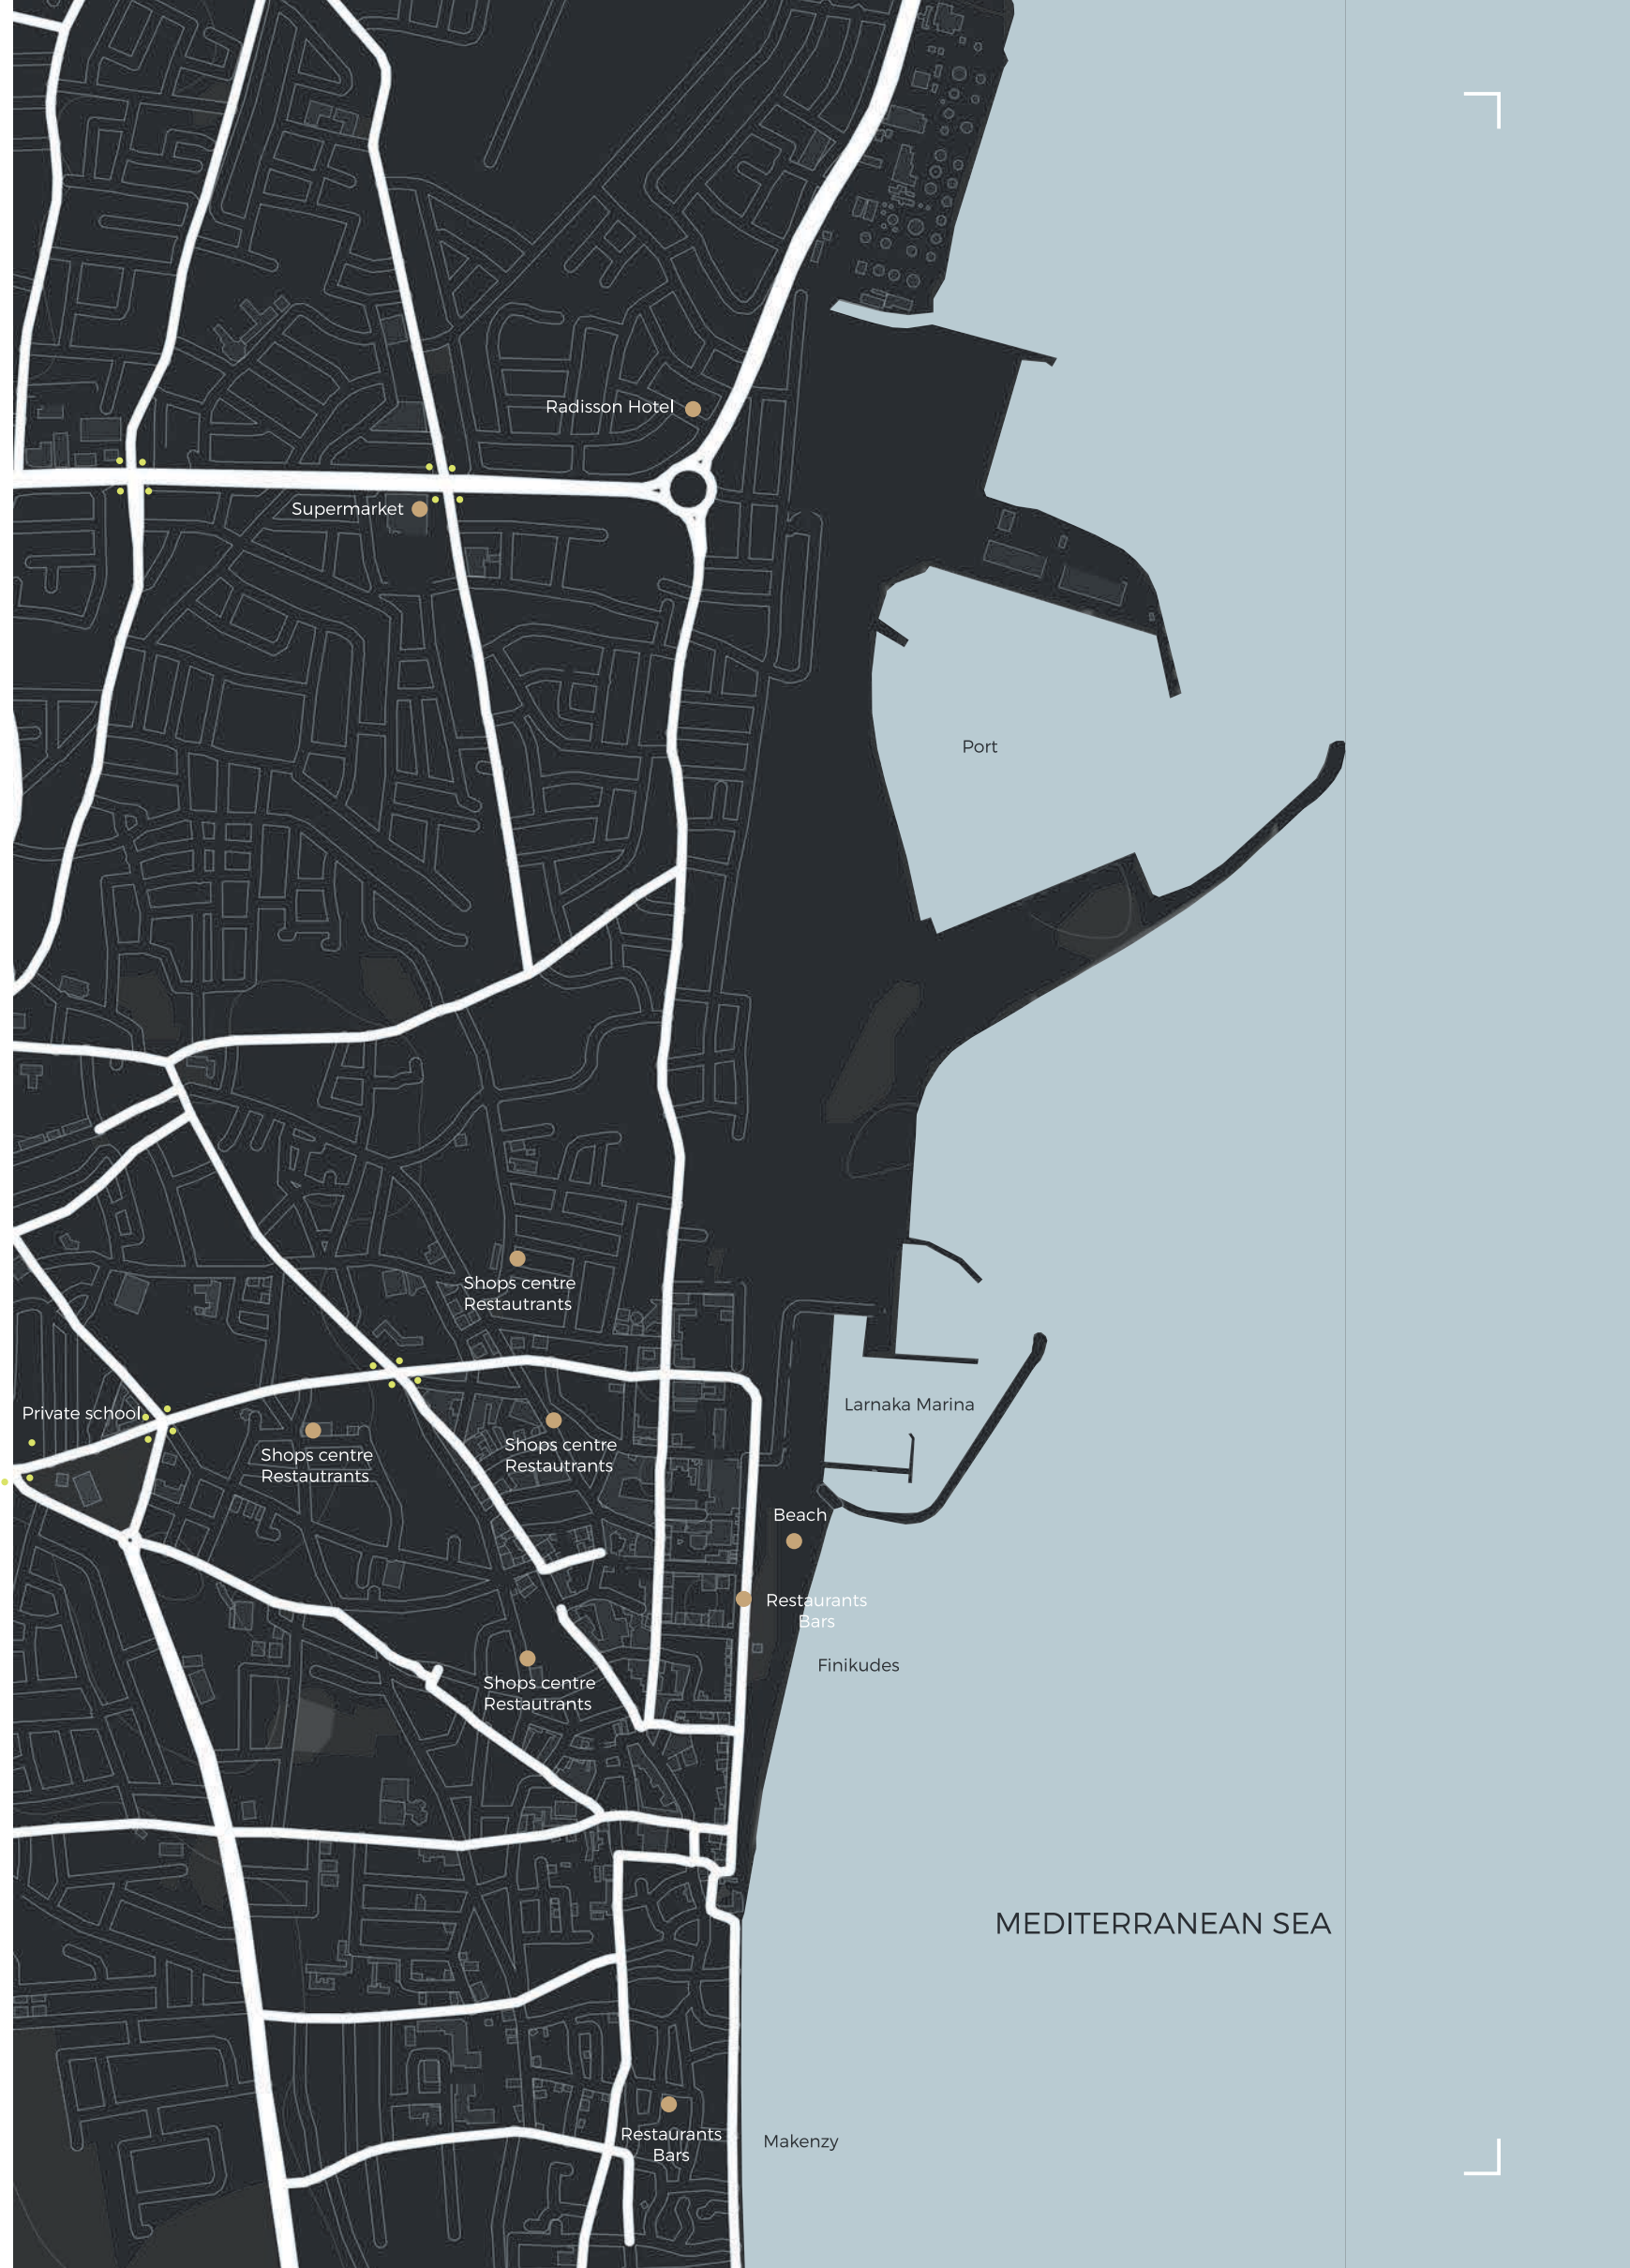 Radisson Hotel
Supermarket
Port
Shops centre
Restautrants
Larnaka Marina
Private school
Shops centre
Restautrants
Shops centre
Restautrants
Beach
Restaurants
Bars
Finikudes
Shops centre
Restautrants
MEDITERRANEAN SEA
Restaurants
Bars
Makenzy